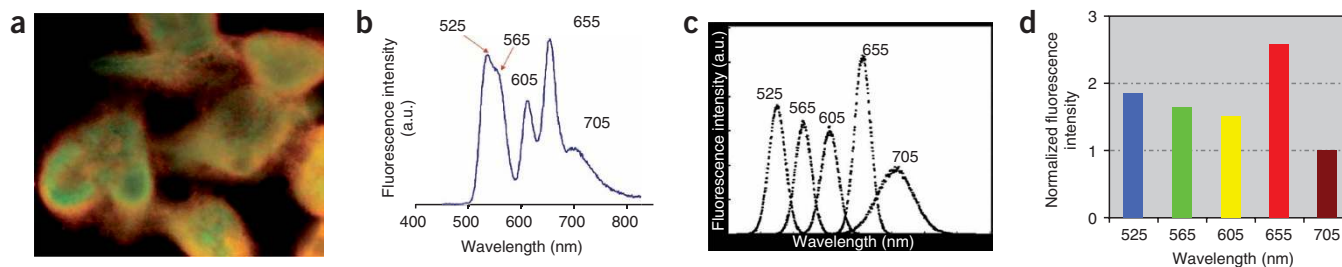 a
b
525
565
655
605
705
Fluorescence intensity
(a.u.)
400 500 600 700 800
Wavelength (nm)
c
655
525
565
605
705
Fluorescence intensity (a.u.)
Wavelength (nm)
d
3
2
1
0
Normalized fluorescence
intensity
525 565 605 655 705
Wavelength (nm)